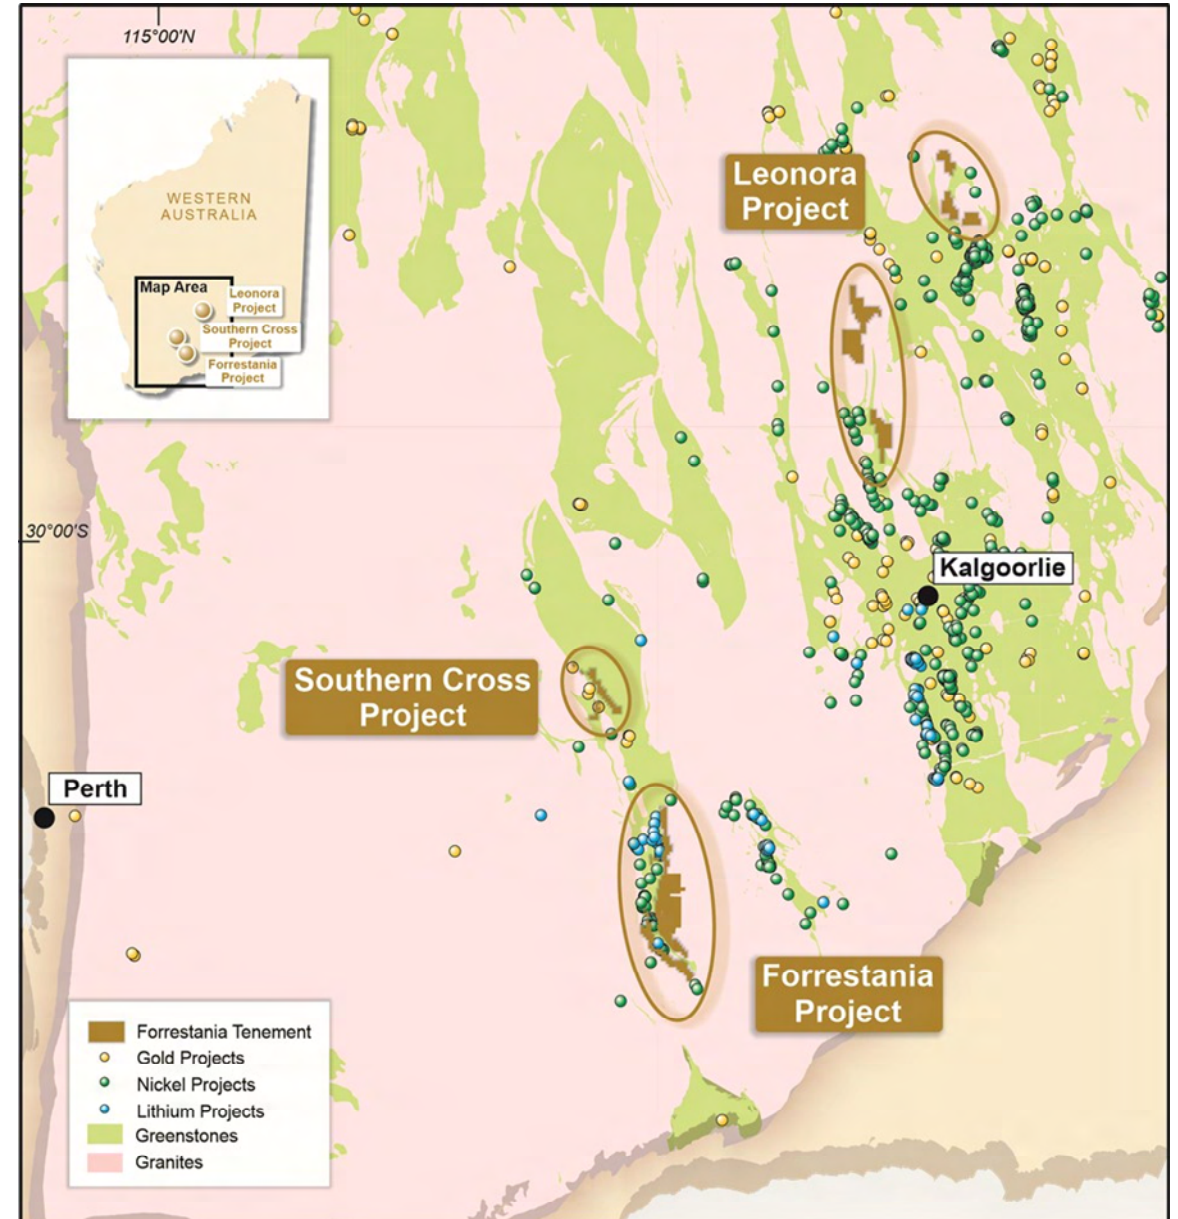 115°00'N
WESTERN
AUSTRALIA
Map Area
Leonora
Project
Southern Cross
Project
Forrestania
Project
Leonora
Project
30°00'S
Kalgoorlie
Southern Cross
Project
Perth
Forrestania
Project
Forrestania Tenement
Gold Projects
Nickel Projects
Lithium Projects
Greenstones
Granites